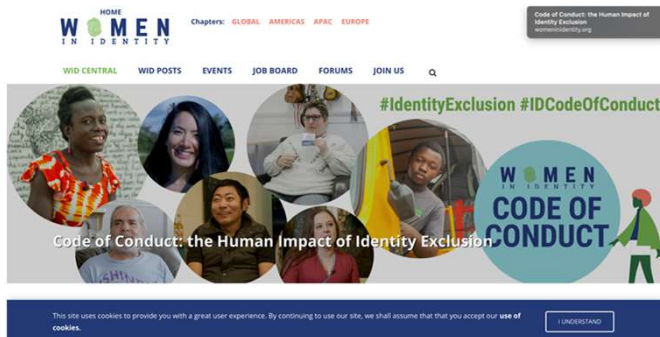 HOME
WOMEN
IN IDENTITY
Chapters: GLOBAL AMERICAS APAC EUROPE
Code of Conduct: the Human Impact of
Identity Exclusion
womeninidentity.org
WID CENTRAL WID POSTS EVENTS JOB BOARD FORUMS JOIN US
#IdentityExclusion #IDCodeOfConduct
WOMEN
IN IDENTITY
CODE OF
CONDUCT
Code of Conduct: the Human Impact of Identity Exclusion
This site uses cookies to provide you with a great user experience. By continuing to use our site, we shall assume that that you accept our use of
cookies.
I UNDERSTAND